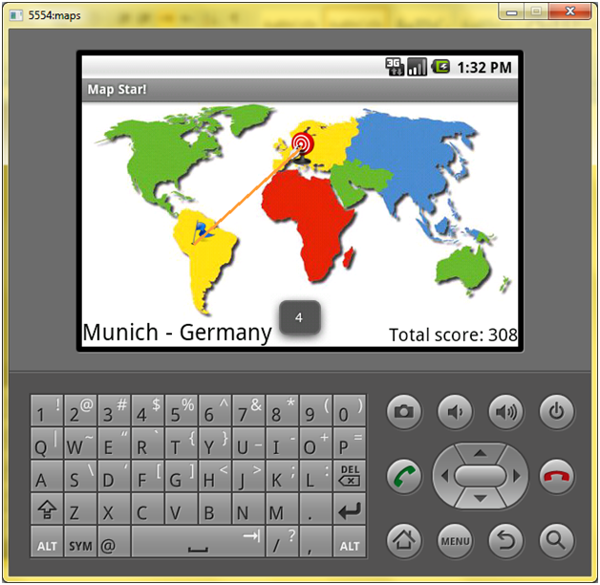 5554:maps
3G 1:32 PM
Map Star!
Munich - Germany
4
Total score: 308
1 ! 2 @ 3 # 4 $ 5 % 6 ^ 7 & 8 * 9 ( 0 )
Q | W ~ E " R ` T { Y } U _ I - O + P =
A S \ D ' F [ G ] H < J > K ; L : DEL
Z X C V B N M .
ALT SYM @ / ? , ALT
MENU